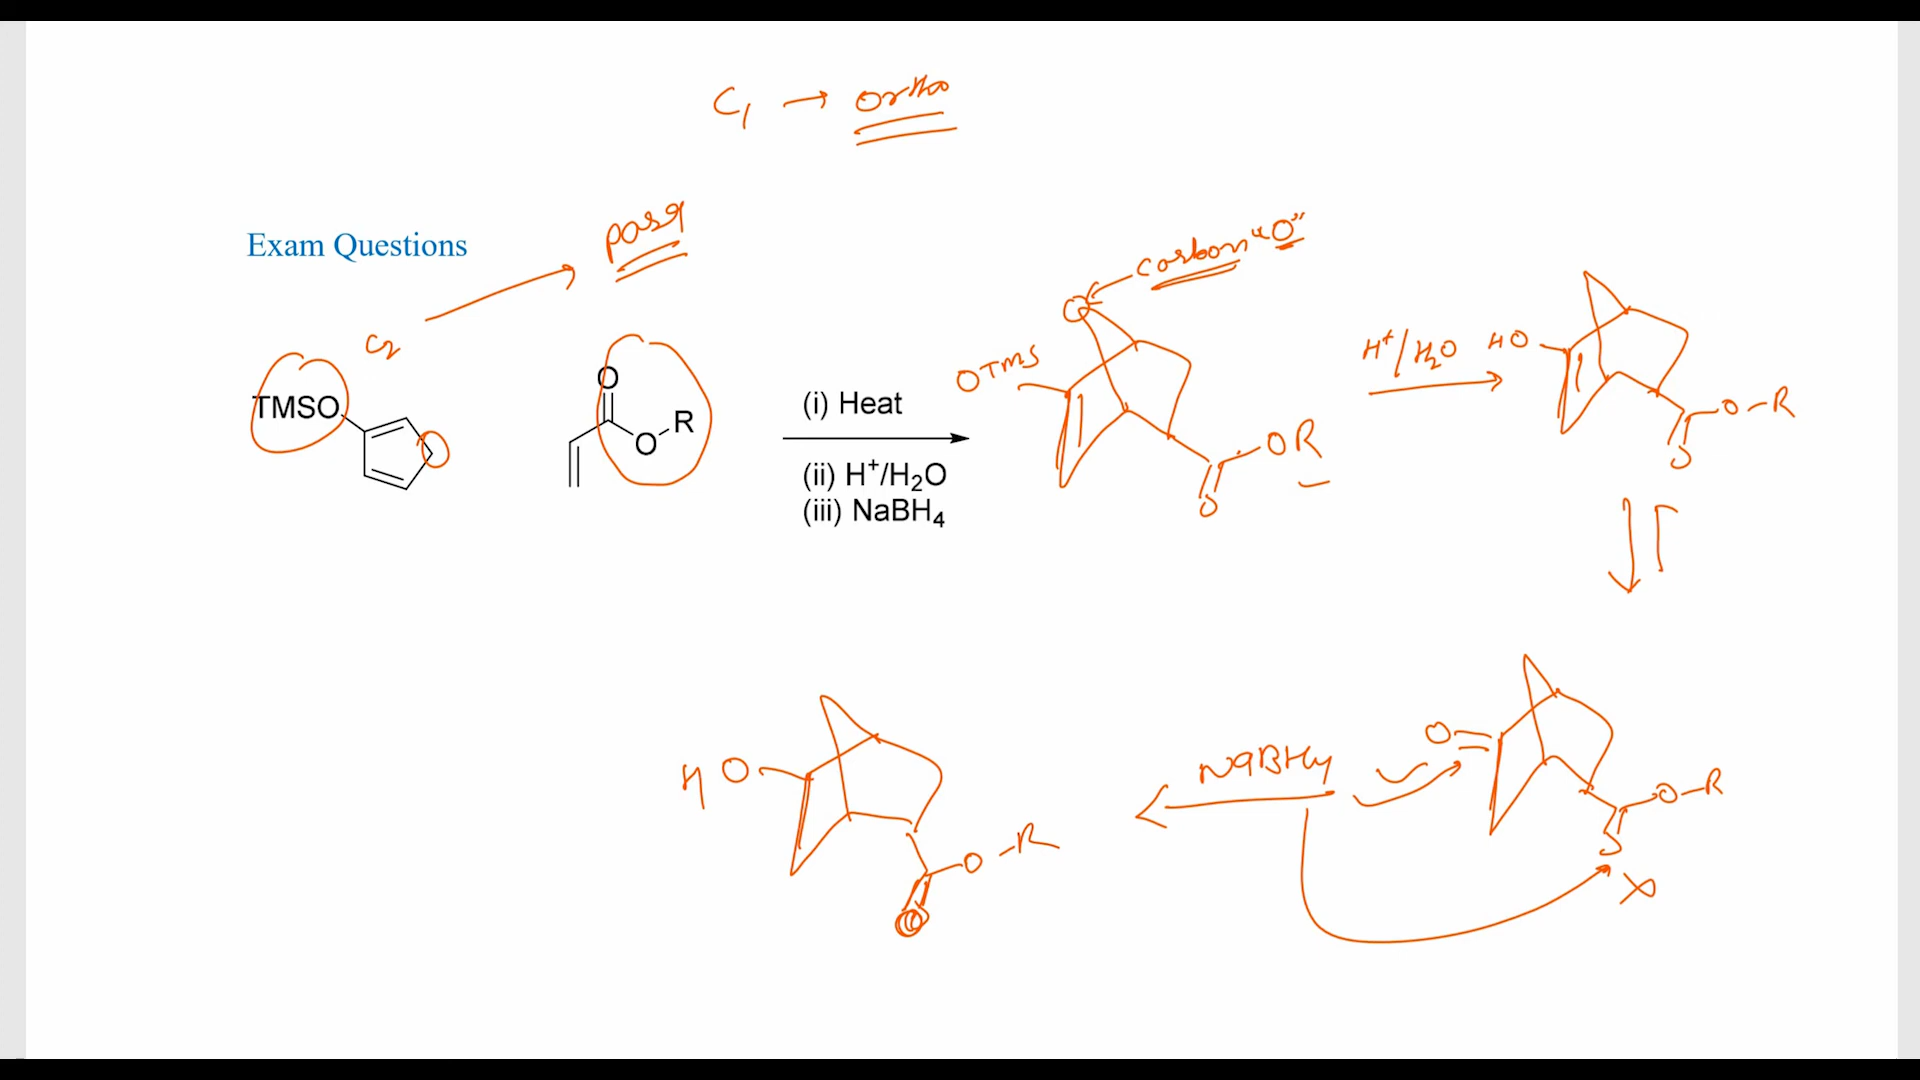 C₁ → ortho
Exam Questions
para
C₂
carbon "O"
TMSO
O
O
R
(i) Heat
(ii) H⁺/H₂O
(iii) NaBH₄
OTMS
OR
O
H⁺/H₂O
HO
O-R
O
O
O-R
O
NaBH₄
HO
O-R
O
X